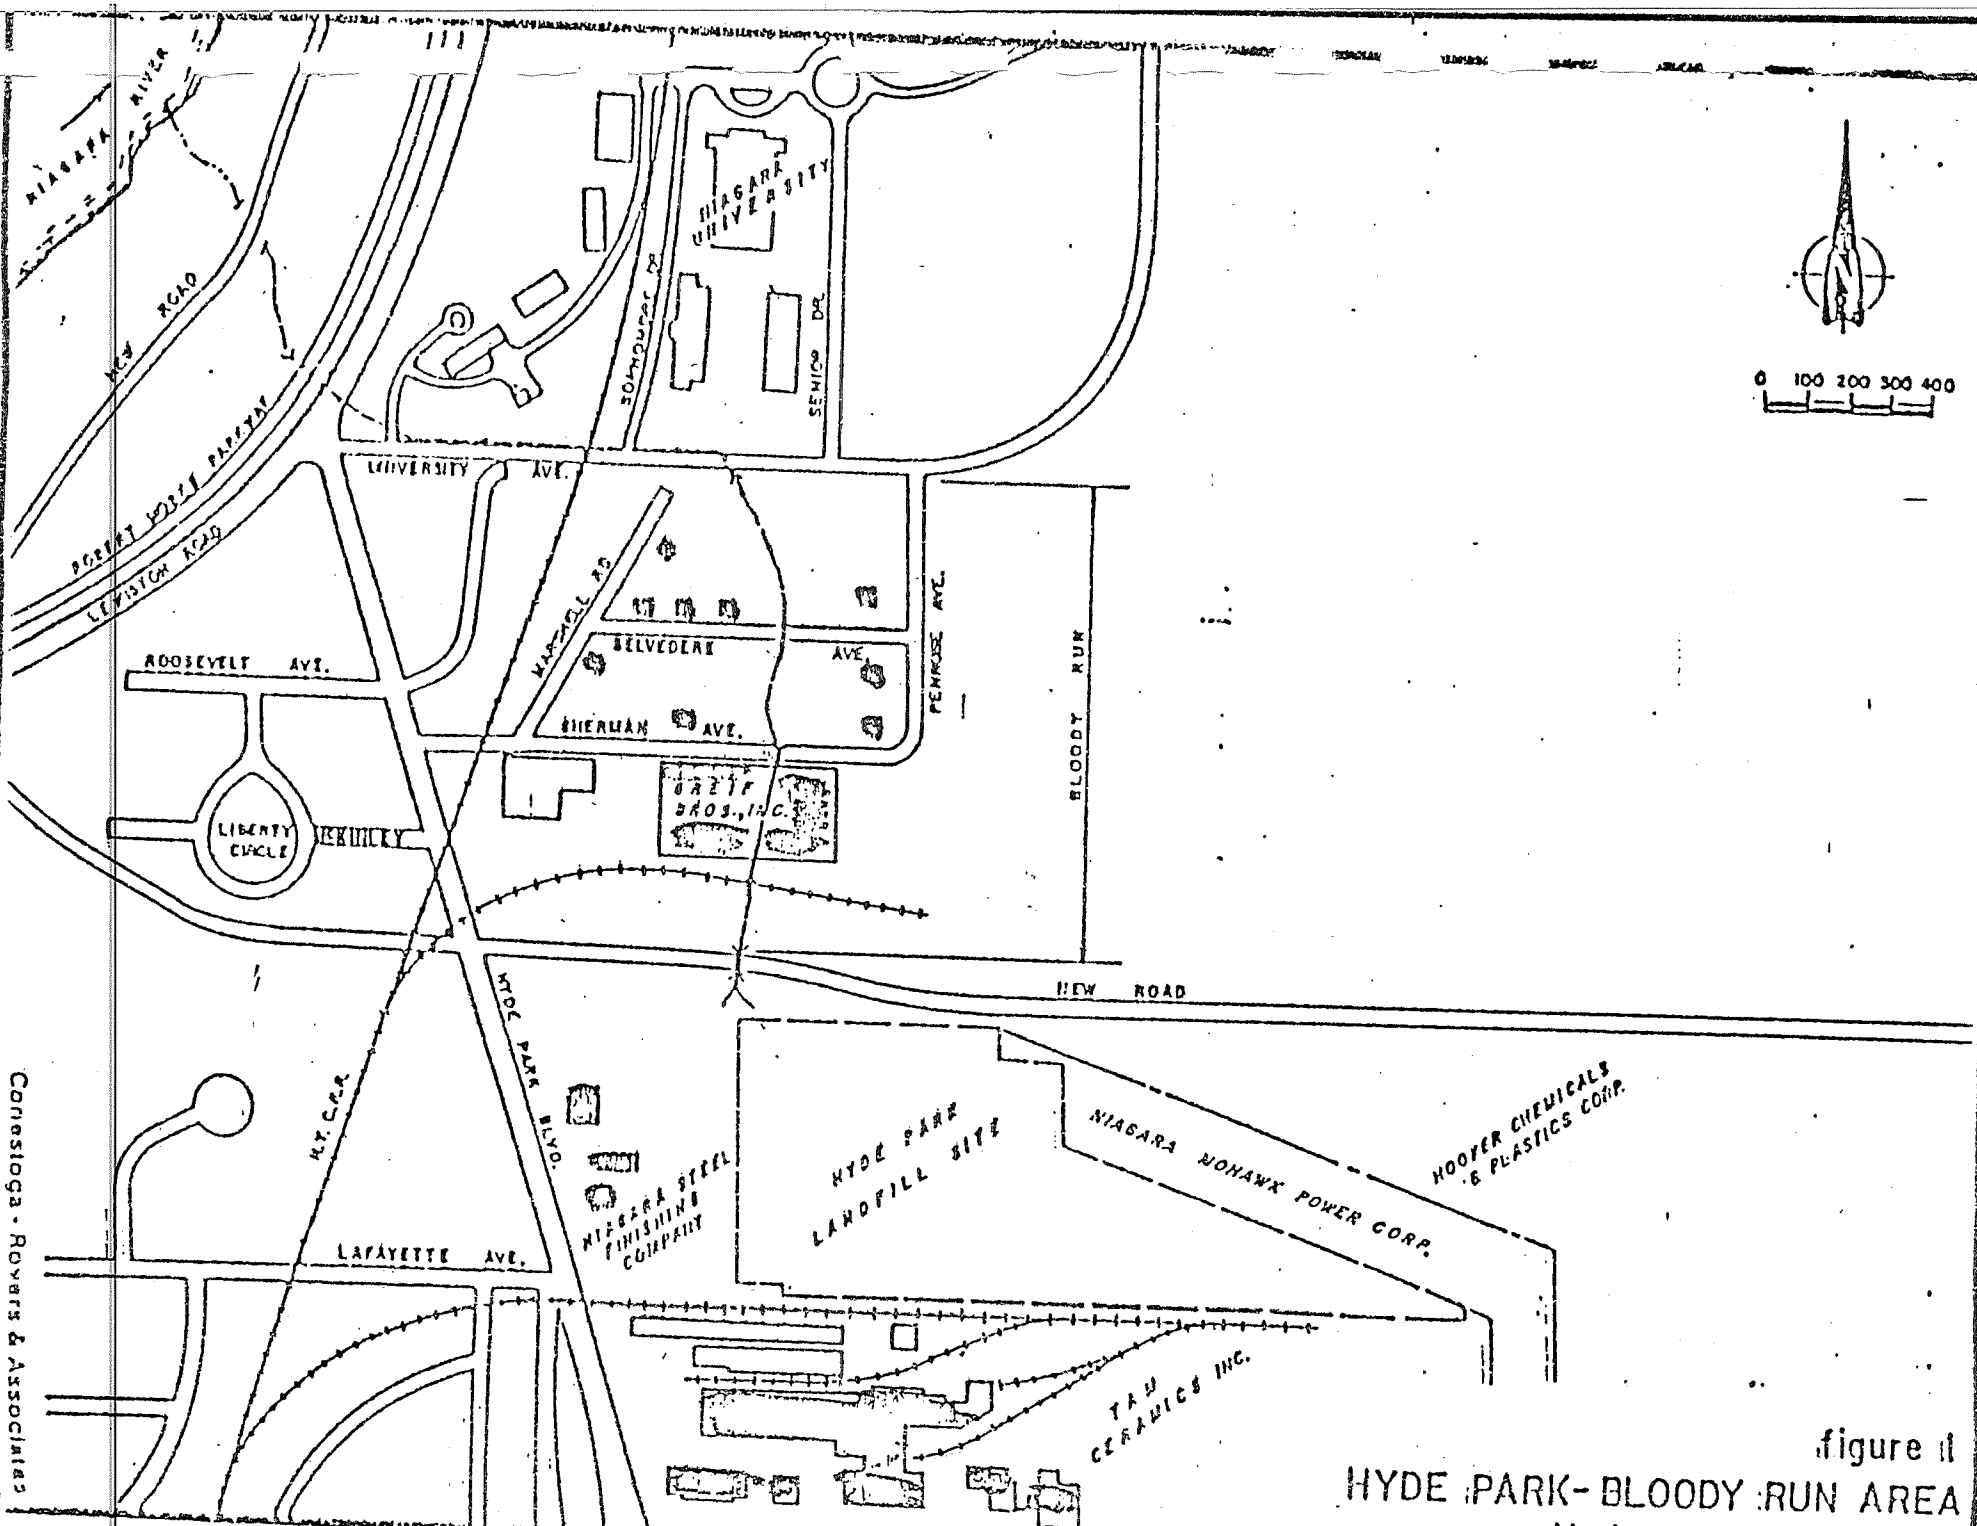 NIAGARA RIVER
NIAGARA
UNIVERSITY
0 100 200 300 400
ROAD
SENIOR DR.
UNIVERSITY AVE.
ROBERT MOSES PARKWAY
LEWISTON ROAD
MARSHALL RD
PENROSE AVE.
BELVEDERE AVE.
ROOSEVELT AVE.
BLOODY RUN
SHERMAN AVE.
GREIF
BROS., INC.
LIBERTY
CIRCLE
NEW ROAD
HYDE PARK BLVD.
N.Y.C.R.R.
HYDE PARK
LANDFILL SITE
NIAGARA MOHAWK POWER CORP.
HOOKER CHEMICALS
& PLASTICS CORP.
NIAGARA STEEL
FINISHING
COMPANY
LAFAYETTE AVE.
TAM
CERAMICS INC.
Conestoga - Rovers & Associates
figure 1
HYDE PARK-BLOODY RUN AREA